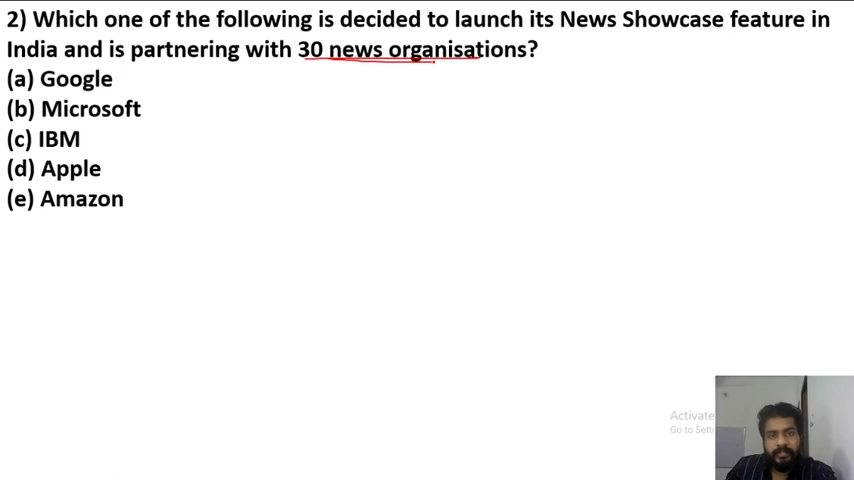 2) Which one of the following is decided to launch its News Showcase feature in
India and is partnering with 30 news organisations?
(a) Google
(b) Microsoft
(c) IBM
(d) Apple
(e) Amazon
Activate
Go to Setti